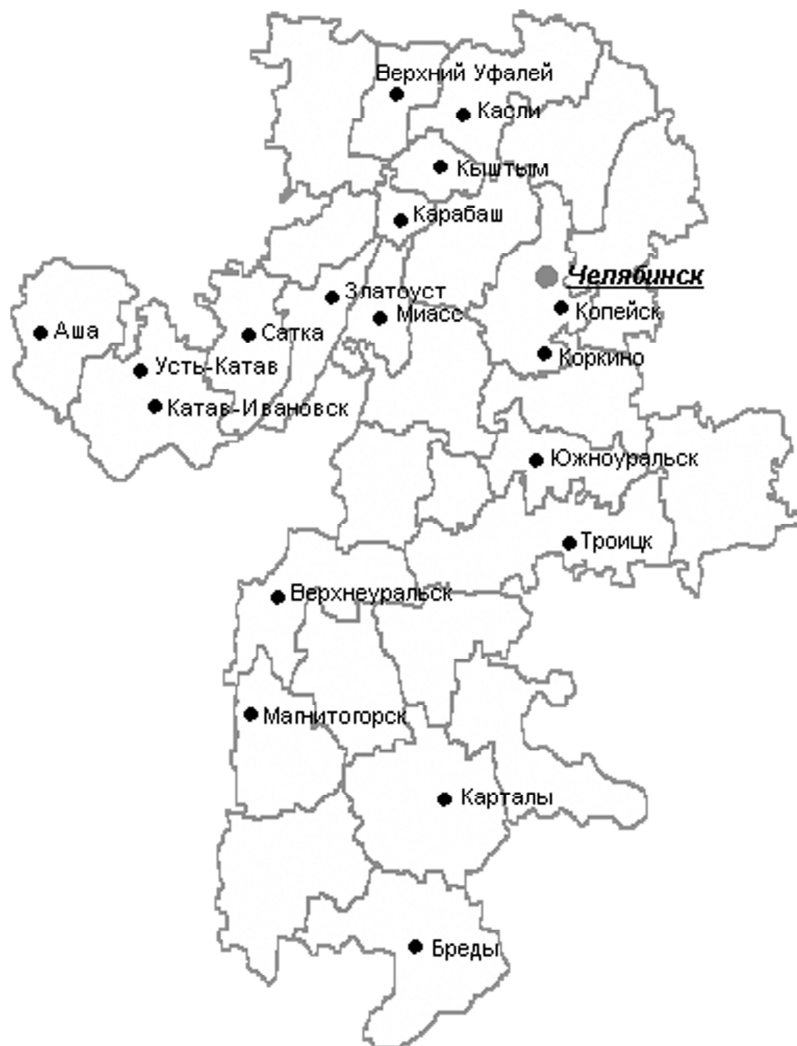 Верхний Уфалей
Касли
Кыштым
Карабаш
Челябинск
Златоуст
Копейск
Миасс
Аша
Сатка
Коркино
Усть-Катав
Катав-Ивановск
Южноуральск
Троицк
Верхнеуральск
Магнитогорск
Карталы
Бреды